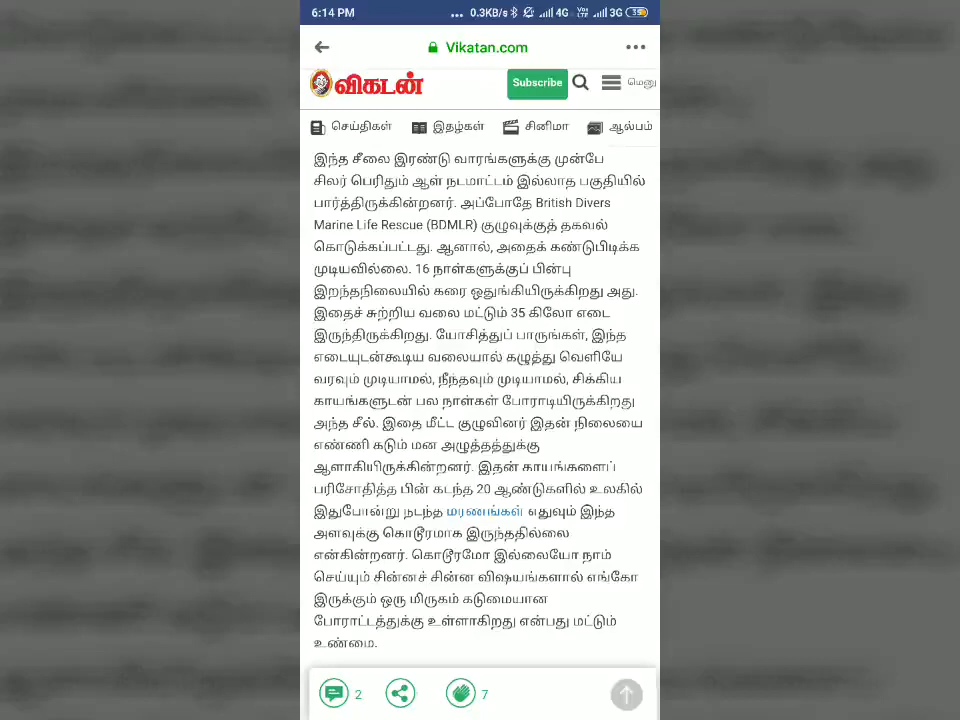 6:14 PM
... 0.3KB/s 4G VoLTE 3G 35
Vikatan.com
விகடன் Subscribe மெனு
செய்திகள் இதழ்கள் சினிமா ஆல்பம்
இந்த சீலை இரண்டு வாரங்களுக்கு முன்பே
சிலர் பெரிதும் ஆள் நடமாட்டம் இல்லாத பகுதியில்
பார்த்திருக்கின்றனர். அப்போதே British Divers
Marine Life Rescue (BDMLR) குழுவுக்குத் தகவல்
கொடுக்கப்பட்டது. ஆனால், அதைக் கண்டுபிடிக்க
முடியவில்லை. 16 நாள்களுக்குப் பின்பு
இறந்தநிலையில் கரை ஒதுங்கியிருக்கிறது அது.
இதைச் சுற்றிய வலை மட்டும் 35 கிலோ எடை
இருந்திருக்கிறது. யோசித்துப் பாருங்கள், இந்த
எடையுடன்கூடிய வலையால் கழுத்து வெளியே
வரவும் முடியாமல், நீந்தவும் முடியாமல், சிக்கிய
காயங்களுடன் பல நாள்கள் போராடியிருக்கிறது
அந்த சீல். இதை மீட்ட குழுவினர் இதன் நிலையை
எண்ணி கடும் மன அழுத்தத்துக்கு
ஆளாகியிருக்கின்றனர். இதன் காயங்களைப்
பரிசோதித்த பின் கடந்த 20 ஆண்டுகளில் உலகில்
இதுபோன்று நடந்த மரணங்கள் எதுவும் இந்த
அளவுக்கு கொடூரமாக இருந்ததில்லை
என்கின்றனர். கொடூரமோ இல்லையோ நாம்
செய்யும் சின்னச் சின்ன விஷயங்களால் எங்கோ
இருக்கும் ஒரு மிருகம் கடுமையான
போராட்டத்துக்கு உள்ளாகிறது என்பது மட்டும்
உண்மை.
2 7